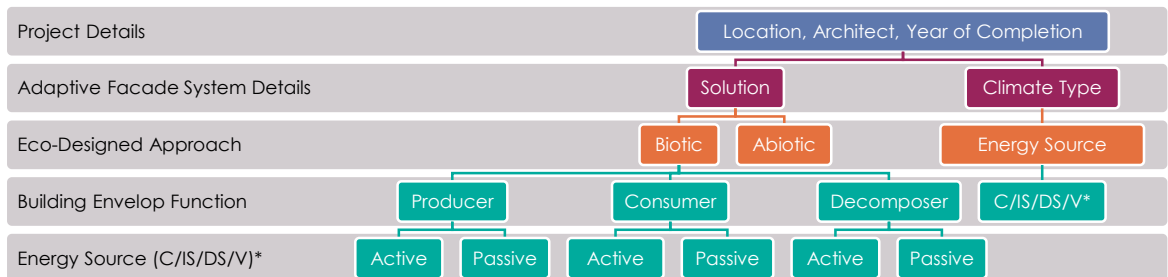 Project Details
Location, Architect, Year of Completion
Adaptive Facade System Details
Solution
Climate Type
Eco-Designed Approach
Biotic
Abiotic
Energy Source
Building Envelop Function
Producer
Consumer
Decomposer
C/IS/DS/V*
Energy Source (C/IS/DS/V)*
Active
Passive
Active
Passive
Active
Passive